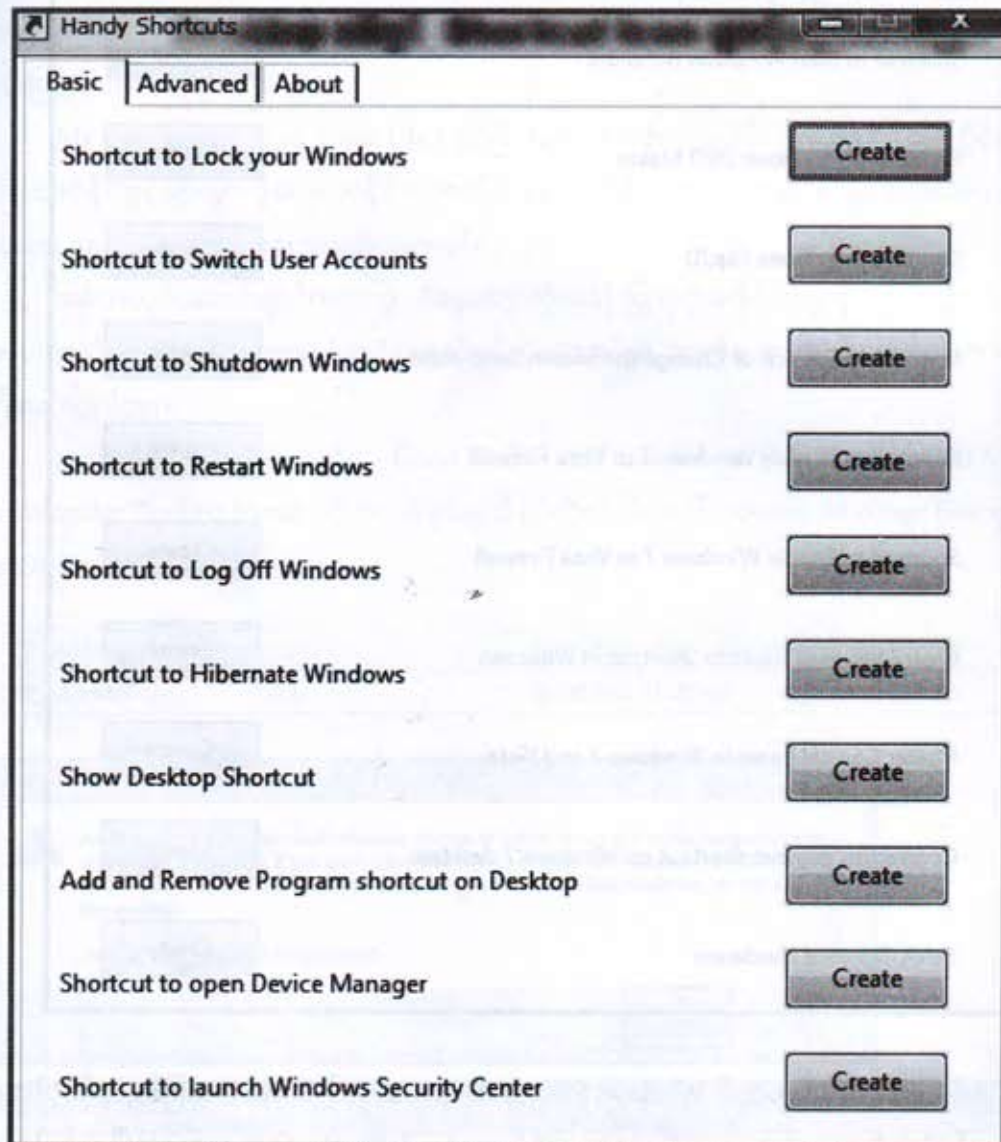 Handy Shortcuts
Basic Advanced About
Shortcut to Lock your Windows Create
Shortcut to Switch User Accounts Create
Shortcut to Shutdown Windows Create
Shortcut to Restart Windows Create
Shortcut to Log Off Windows Create
Shortcut to Hibernate Windows Create
Show Desktop Shortcut Create
Add and Remove Program shortcut on Desktop Create
Shortcut to open Device Manager Create
Shortcut to launch Windows Security Center Create